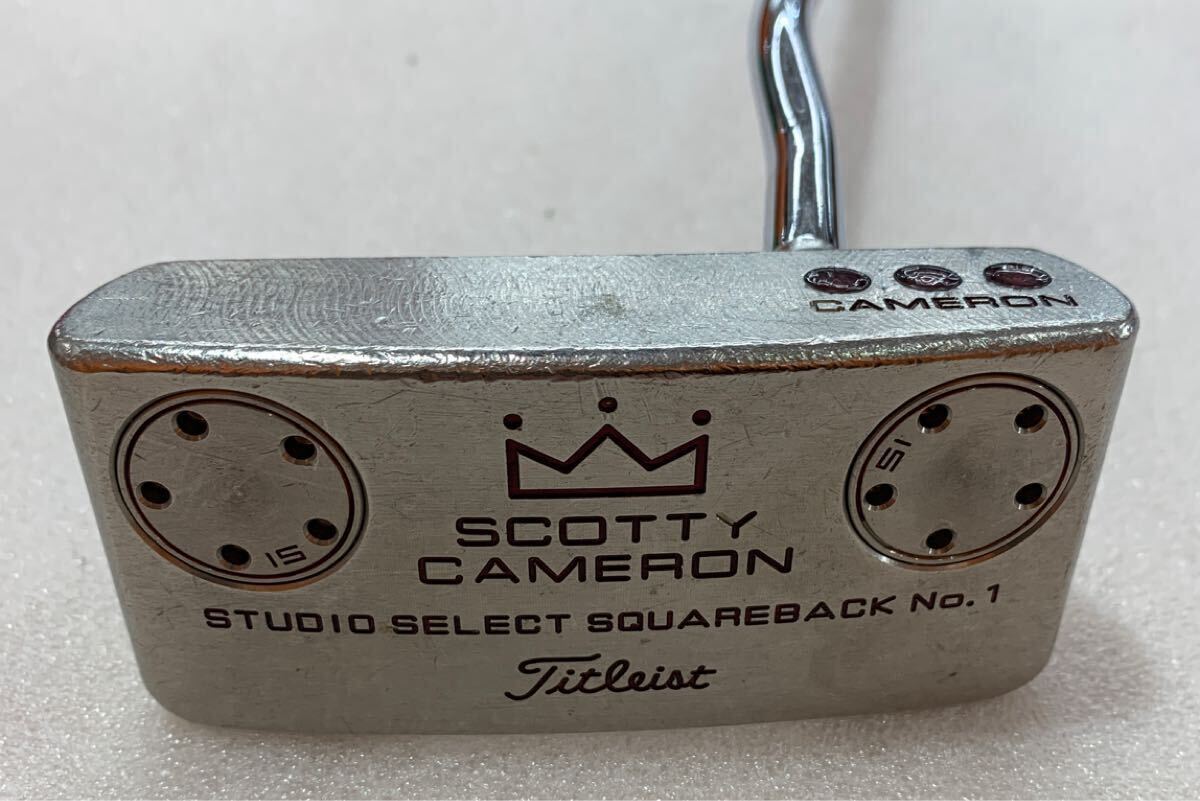 CAMERON
15
15
SCOTTY
CAMERON
STUDIO SELECT SQUAREBACK No. 1
Titleist